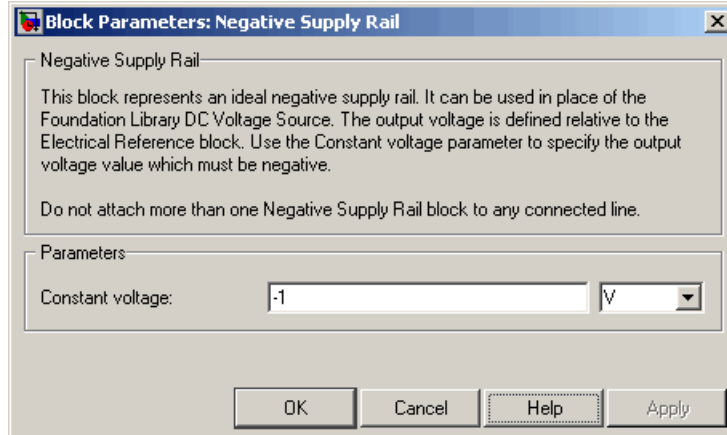 Block Parameters: Negative Supply Rail
Negative Supply Rail
This block represents an ideal negative supply rail. It can be used in place of the
Foundation Library DC Voltage Source. The output voltage is defined relative to the
Electrical Reference block. Use the Constant voltage parameter to specify the output
voltage value which must be negative.
Do not attach more than one Negative Supply Rail block to any connected line.
Parameters
Constant voltage: -1 V
OK Cancel Help Apply